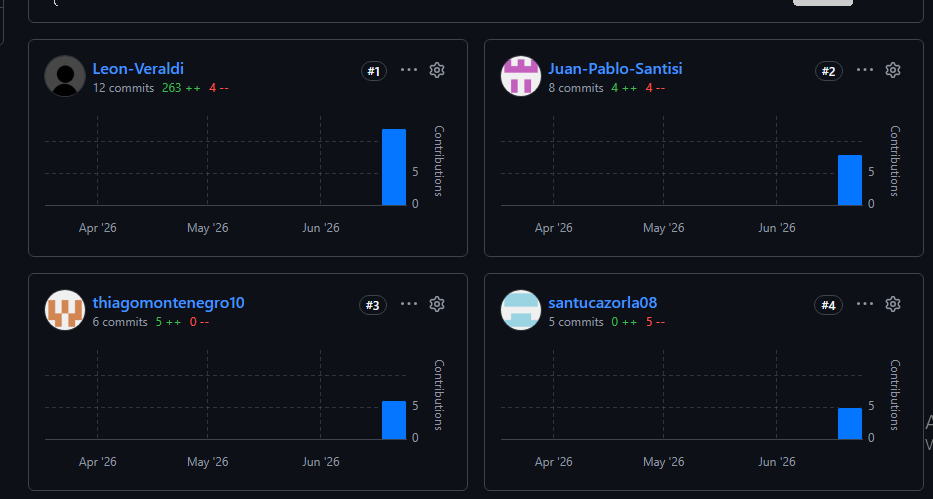 Leon-Veraldi #1
12 commits 263 ++ 4 --
Contributions
5
0
Apr '26 May '26 Jun '26
Juan-Pablo-Santisi #2
8 commits 4 ++ 4 --
Contributions
5
0
Apr '26 May '26 Jun '26
thiagomontenegro10 #3
6 commits 5 ++ 0 --
Contributions
5
0
Apr '26 May '26 Jun '26
santucazorla08 #4
5 commits 0 ++ 5 --
Contributions
5
0
Apr '26 May '26 Jun '26